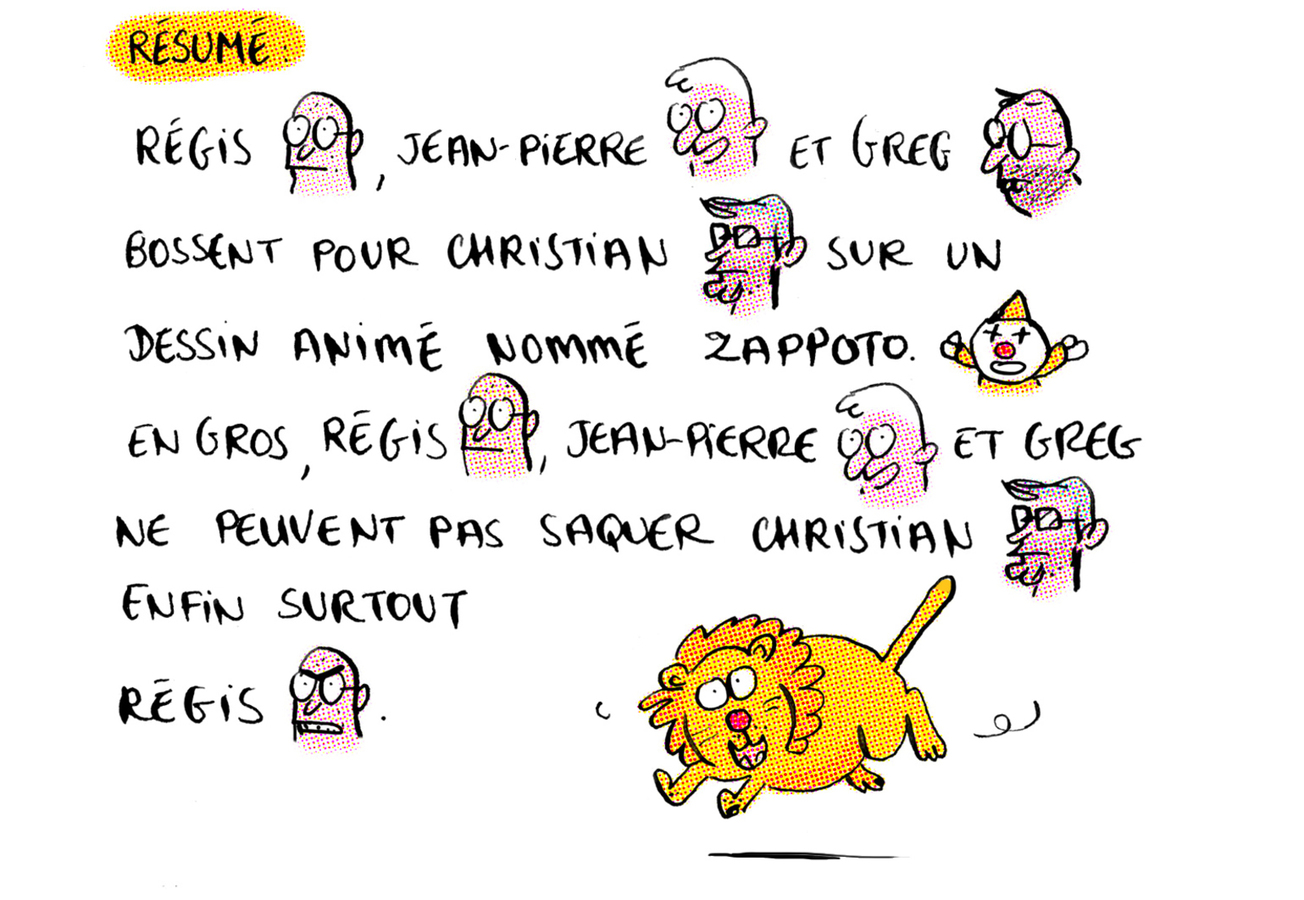 RÉSUMÉ:
RÉGIS , JEAN-PIERRE ET GREG
BOSSENT POUR CHRISTIAN SUR UN
DESSIN ANIMÉ NOMMÉ ZAPPOTO.
EN GROS, RÉGIS , JEAN-PIERRE ET GREG
NE PEUVENT PAS SAQUER CHRISTIAN
ENFIN SURTOUT
RÉGIS .